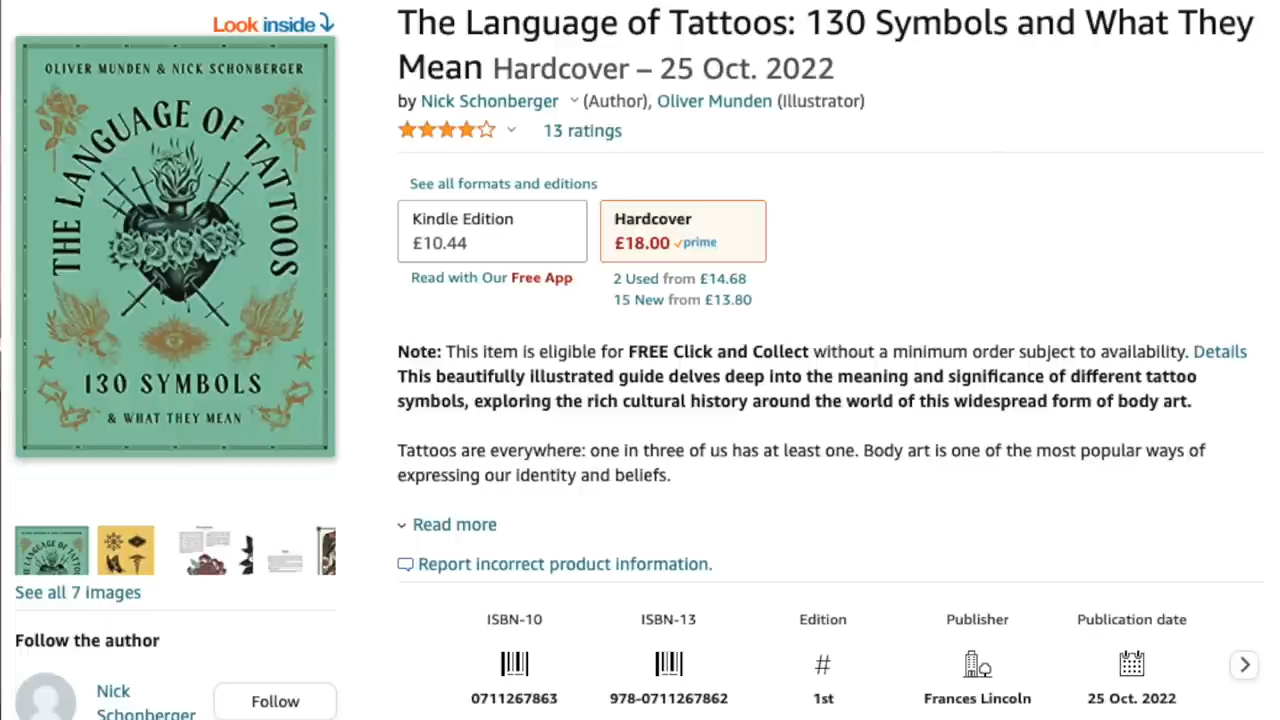 Look inside
OLIVER MUNDEN & NICK SCHONBERGER
THE LANGUAGE OF TATTOOS
130 SYMBOLS
& WHAT THEY MEAN
See all 7 images
Follow the author
Nick
Schonberger
Follow
The Language of Tattoos: 130 Symbols and What They
Mean Hardcover – 25 Oct. 2022
by Nick Schonberger (Author), Oliver Munden (Illustrator)
13 ratings
See all formats and editions
Kindle Edition
£10.44
Read with Our Free App
Hardcover
£18.00 prime
2 Used from £14.68
15 New from £13.80
Note: This item is eligible for FREE Click and Collect without a minimum order subject to availability. Details
This beautifully illustrated guide delves deep into the meaning and significance of different tattoo
symbols, exploring the rich cultural history around the world of this widespread form of body art.
Tattoos are everywhere: one in three of us has at least one. Body art is one of the most popular ways of
expressing our identity and beliefs.
Read more
Report incorrect product information.
ISBN-10
0711267863
ISBN-13
978-0711267862
Edition
#
1st
Publisher
Frances Lincoln
Publication date
25 Oct. 2022